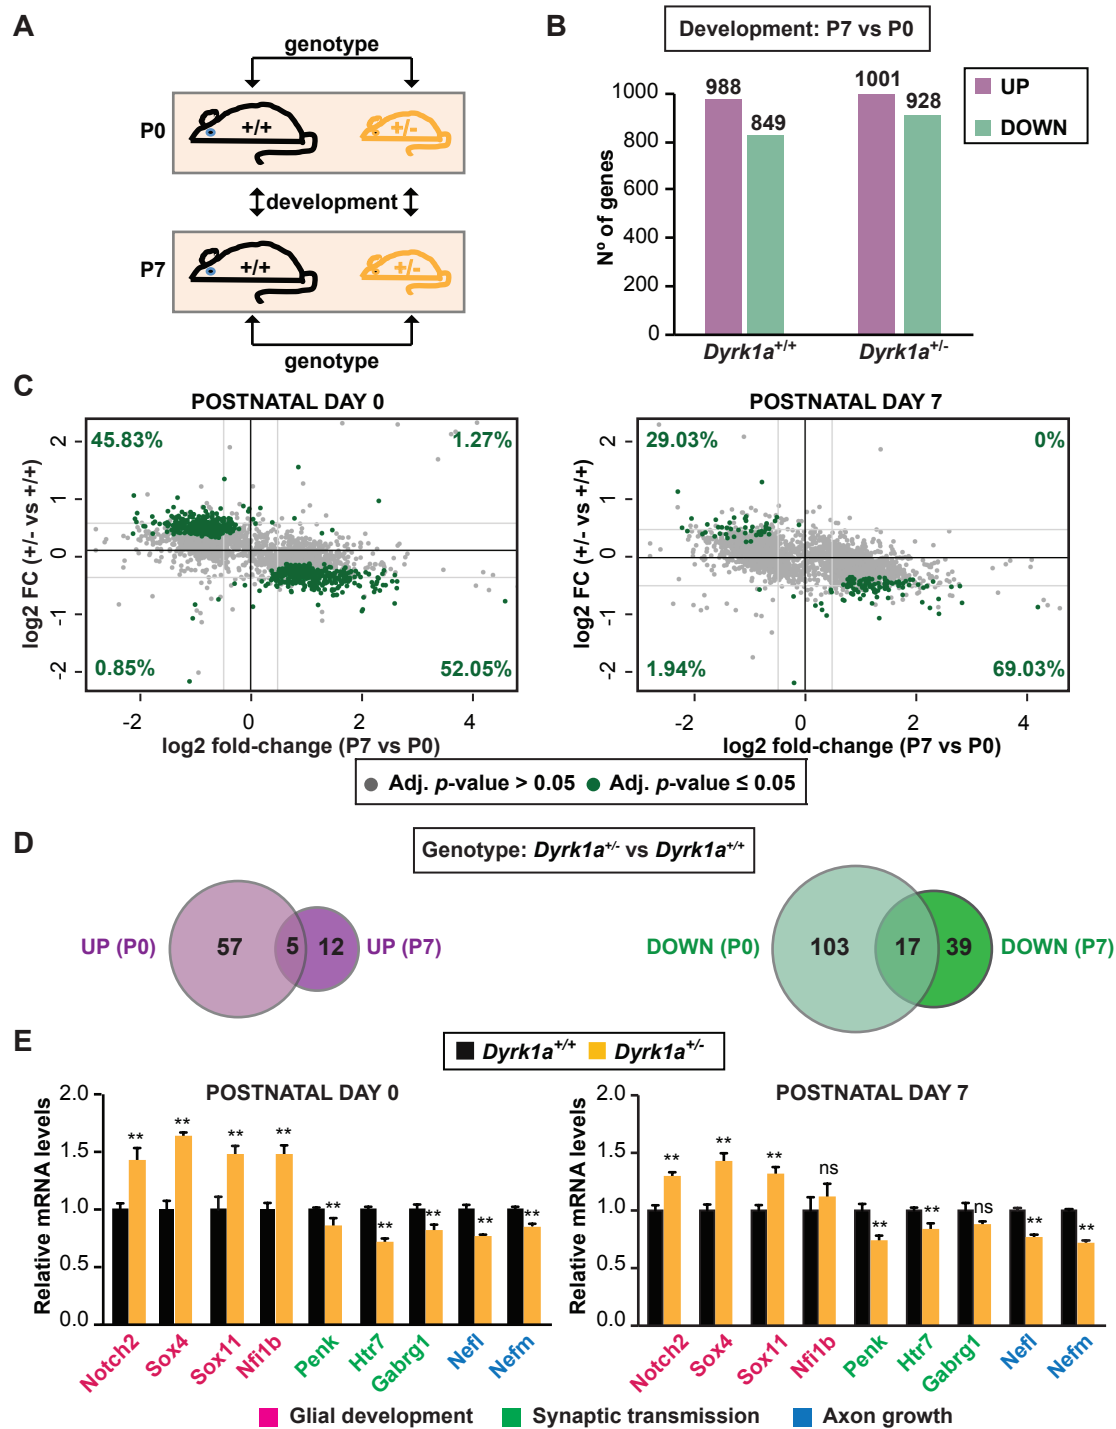 A
genotype
P0
+/+
+/-
development
P7
+/+
+/-
genotype
B
Development: P7 vs P0
Nº of genes
1000
800
600
400
200
0
988
849
1001
928
Dyrk1a+/+
Dyrk1a+/-
UP
DOWN
C
POSTNATAL DAY 0
log2 FC (+/- vs +/+)
2
1
0
-1
-2
45.83%
1.27%
0.85%
52.05%
-2
0
2
4
log2 fold-change (P7 vs P0)
POSTNATAL DAY 7
log2 FC (+/- vs +/+)
2
1
0
-1
-2
29.03%
0%
1.94%
69.03%
-2
0
2
4
log2 fold-change (P7 vs P0)
Adj. p-value > 0.05
Adj. p-value ≤ 0.05
D
Genotype: Dyrk1a+/- vs Dyrk1a+/+
UP (P0)
57
5
12
UP (P7)
DOWN (P0)
103
17
39
DOWN (P7)
E
Dyrk1a+/+
Dyrk1a+/-
POSTNATAL DAY 0
Relative mRNA levels
2.0
1.5
1.0
0.5
0.0
**
**
**
**
**
**
**
**
**
Notch2
Sox4
Sox11
Nfi1b
Penk
Htr7
Gabrg1
Nefl
Nefm
POSTNATAL DAY 7
Relative mRNA levels
2.0
1.5
1.0
0.5
0.0
**
**
**
ns
**
**
ns
**
**
Notch2
Sox4
Sox11
Nfi1b
Penk
Htr7
Gabrg1
Nefl
Nefm
Glial development
Synaptic transmission
Axon growth